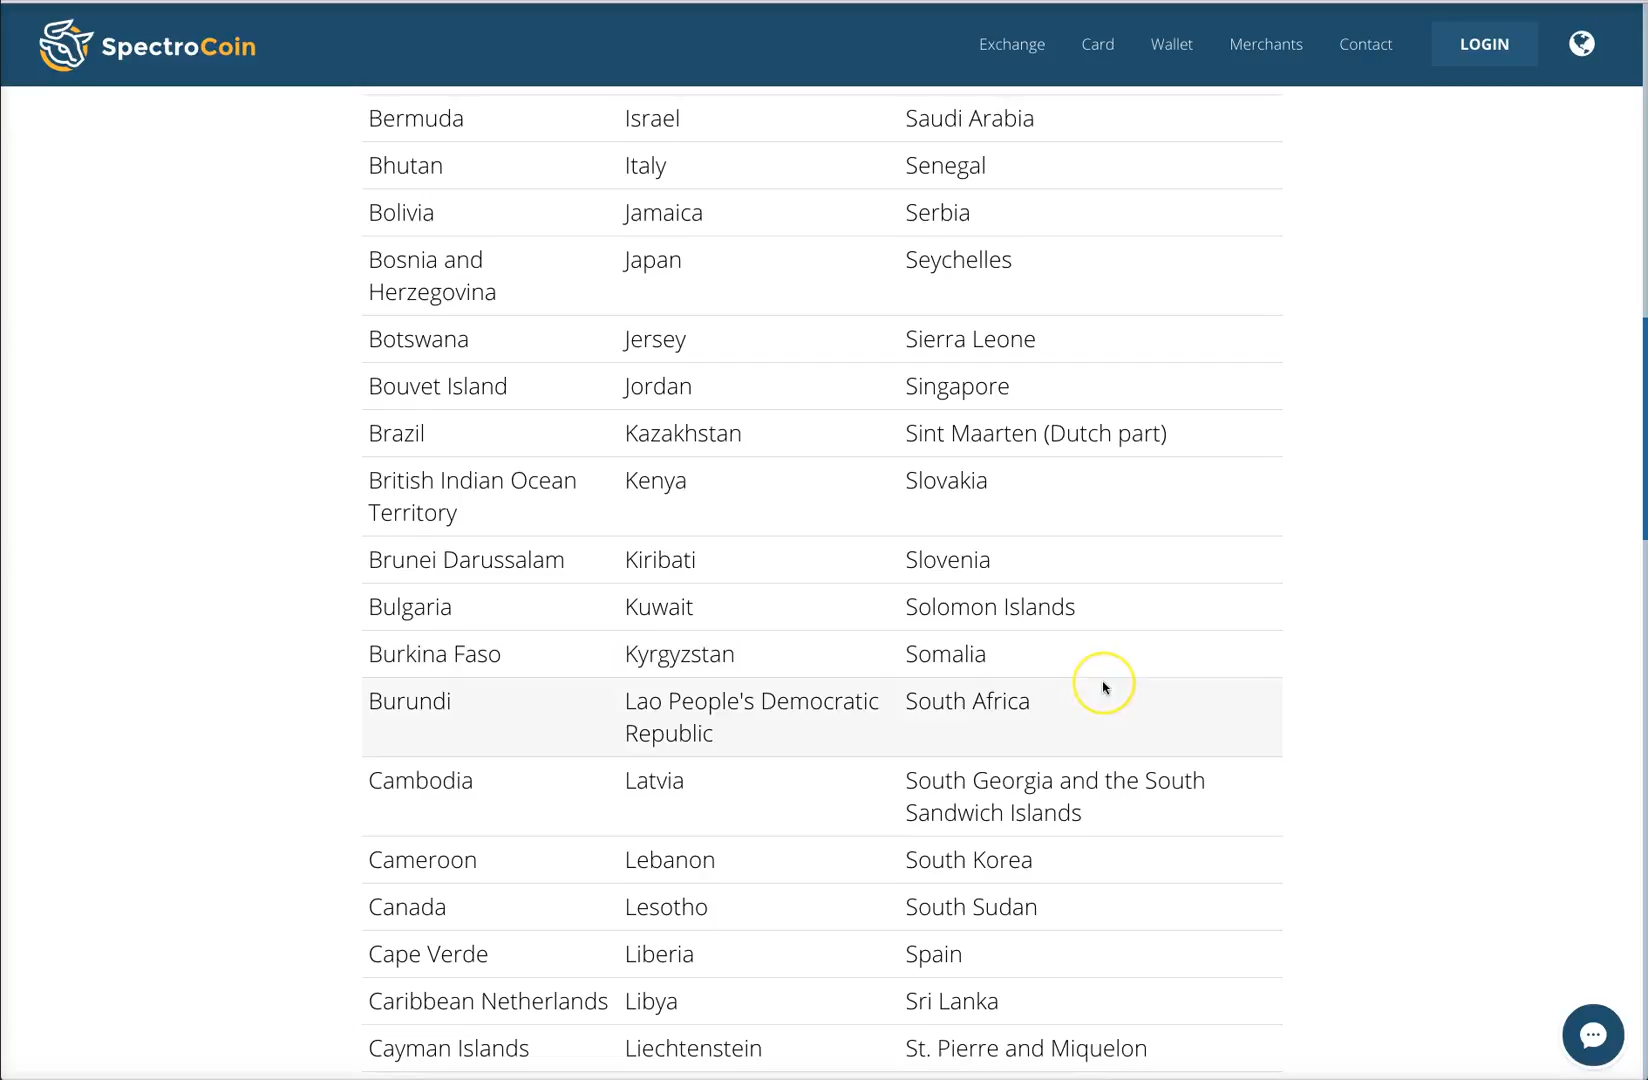 SpectroCoin
Exchange Card Wallet Merchants Contact LOGIN
Bermuda Israel Saudi Arabia
Bhutan Italy Senegal
Bolivia Jamaica Serbia
Bosnia and Japan Seychelles
Herzegovina
Botswana Jersey Sierra Leone
Bouvet Island Jordan Singapore
Brazil Kazakhstan Sint Maarten (Dutch part)
British Indian Ocean Kenya Slovakia
Territory
Brunei Darussalam Kiribati Slovenia
Bulgaria Kuwait Solomon Islands
Burkina Faso Kyrgyzstan Somalia
Burundi Lao People's Democratic South Africa
Republic
Cambodia Latvia South Georgia and the South
Sandwich Islands
Cameroon Lebanon South Korea
Canada Lesotho South Sudan
Cape Verde Liberia Spain
Caribbean Netherlands Libya Sri Lanka
Cayman Islands Liechtenstein St. Pierre and Miquelon